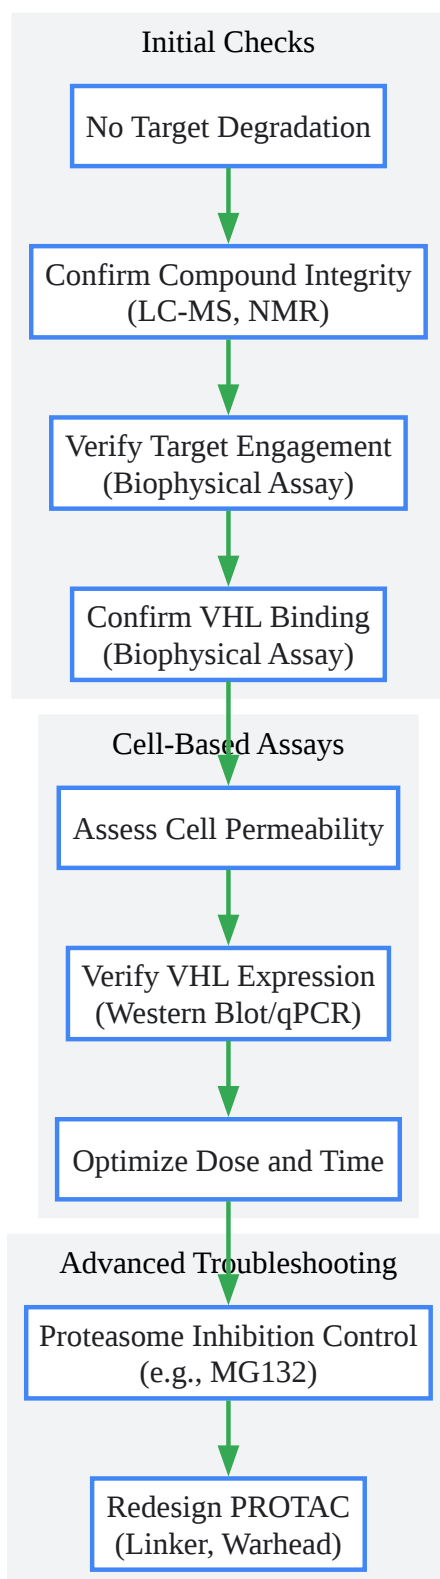 Initial Checks
No Target Degradation
Confirm Compound Integrity
(LC-MS, NMR)
Verify Target Engagement
(Biophysical Assay)
Confirm VHL Binding
(Biophysical Assay)
Cell-Based Assays
Assess Cell Permeability
Verify VHL Expression
(Western Blot/qPCR)
Optimize Dose and Time
Advanced Troubleshooting
Proteasome Inhibition Control
(e.g., MG132)
Redesign PROTAC
(Linker, Warhead)